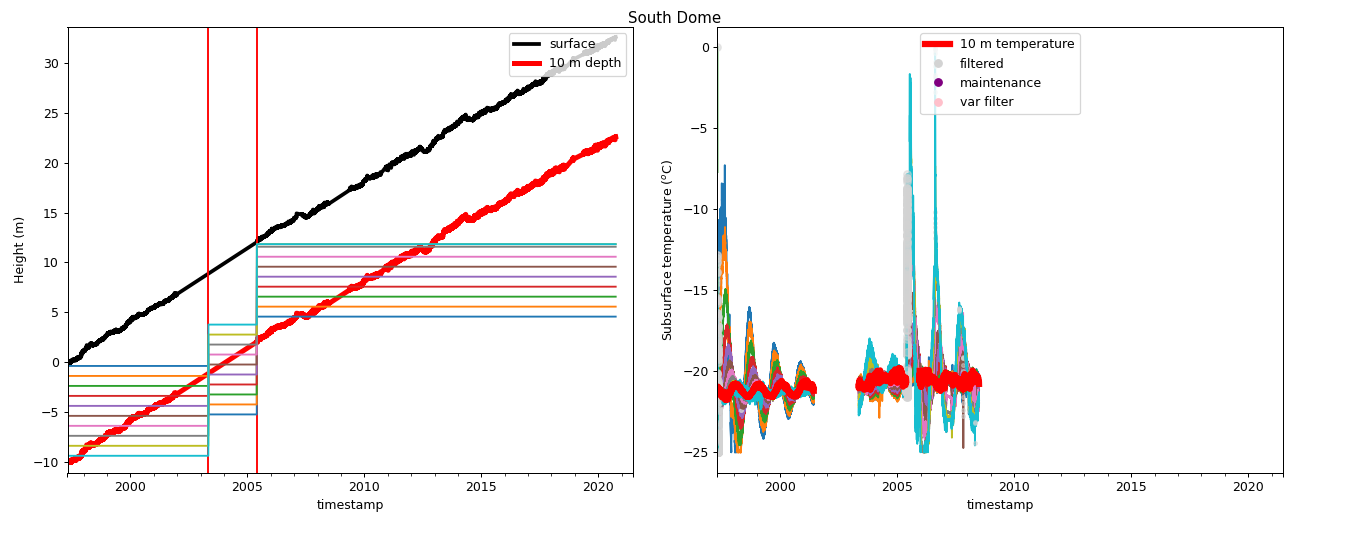 South Dome
Height (m)
30
25
20
15
10
5
0
−5
−10
2000
2005
2010
2015
2020
timestamp
surface
10 m depth
Subsurface temperature (°C)
0
−5
−10
−15
−20
−25
2000
2005
2010
2015
2020
timestamp
10 m temperature
filtered
maintenance
var filter